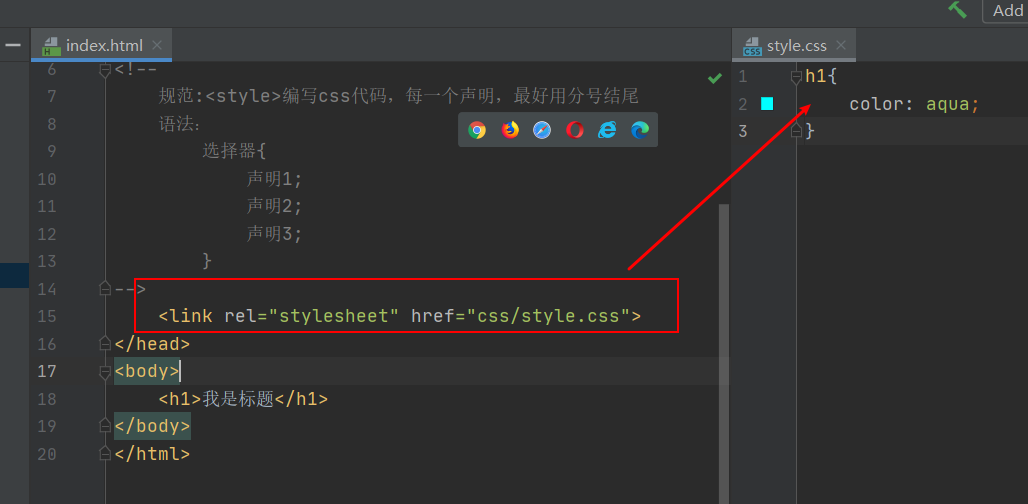 Add
index.html
style.css
6 <!--
7 规范:<style>编写css代码，每一个声明，最好用分号结尾
8 语法：
9 选择器{
10 声明1;
11 声明2;
12 声明3;
13 }
14 -->
15 <link rel="stylesheet" href="css/style.css">
16 </head>
17 <body>
18 <h1>我是标题</h1>
19 </body>
20 </html>
1 h1{
2 color: aqua;
3 }